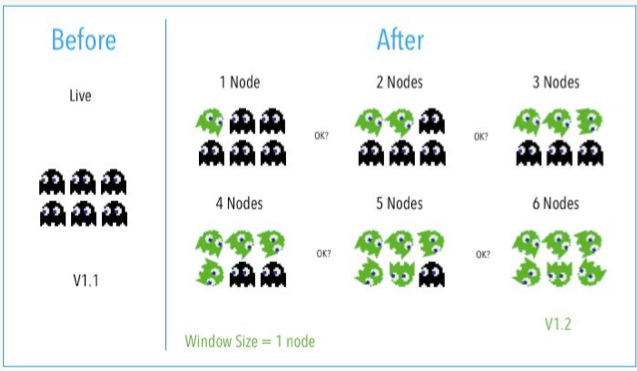 Before
After
Live
1 Node
2 Nodes
3 Nodes
OK?
OK?
4 Nodes
5 Nodes
6 Nodes
OK?
OK?
V1.1
V1.2
Window Size = 1 node